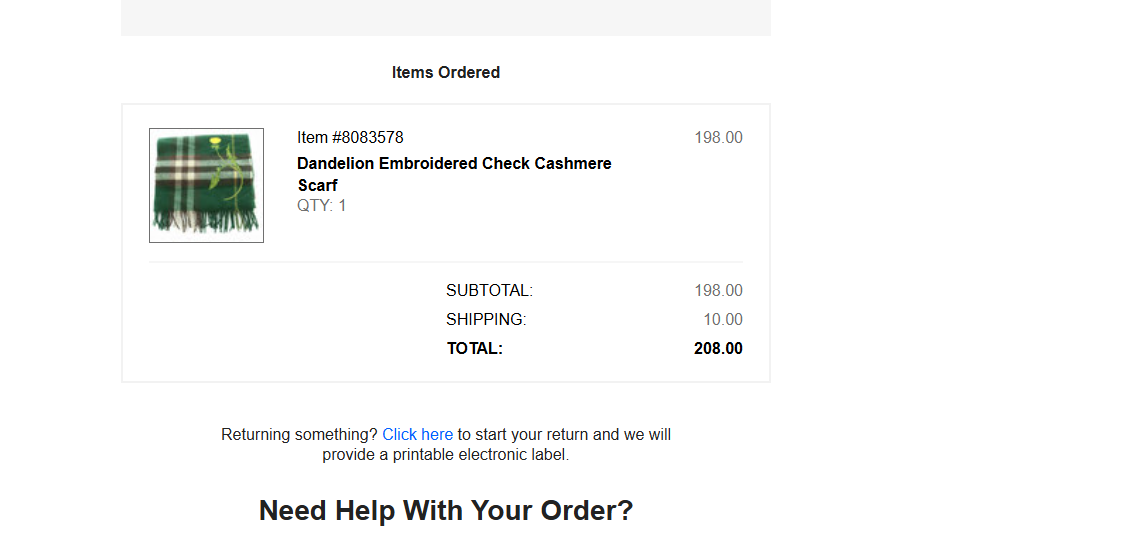 Items Ordered
Item #8083578
198.00
Dandelion Embroidered Check Cashmere
Scarf
QTY: 1
SUBTOTAL: 198.00
SHIPPING: 10.00
TOTAL: 208.00
Returning something? Click here to start your return and we will
provide a printable electronic label.
Need Help With Your Order?